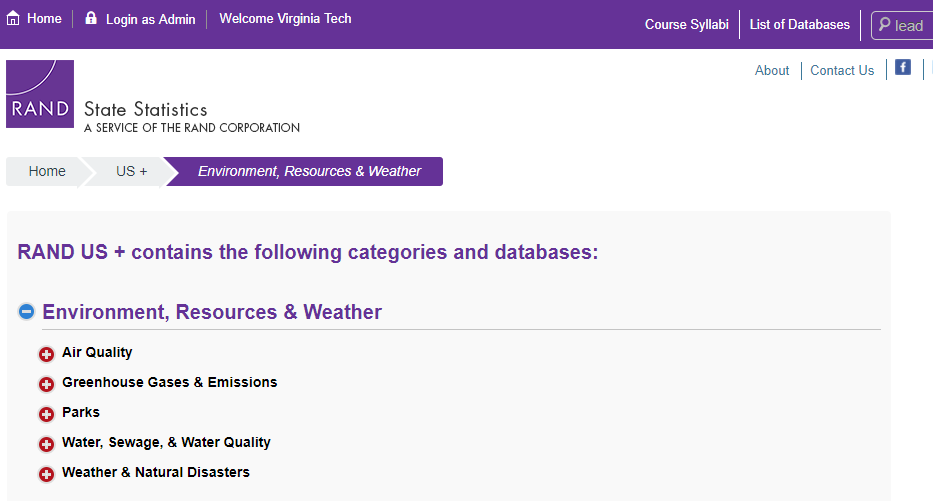 Home Login as Admin Welcome Virginia Tech Course Syllabi List of Databases lead
About Contact Us f
RAND State Statistics
A SERVICE OF THE RAND CORPORATION
Home US + Environment, Resources & Weather
RAND US + contains the following categories and databases:
Environment, Resources & Weather
Air Quality
Greenhouse Gases & Emissions
Parks
Water, Sewage, & Water Quality
Weather & Natural Disasters